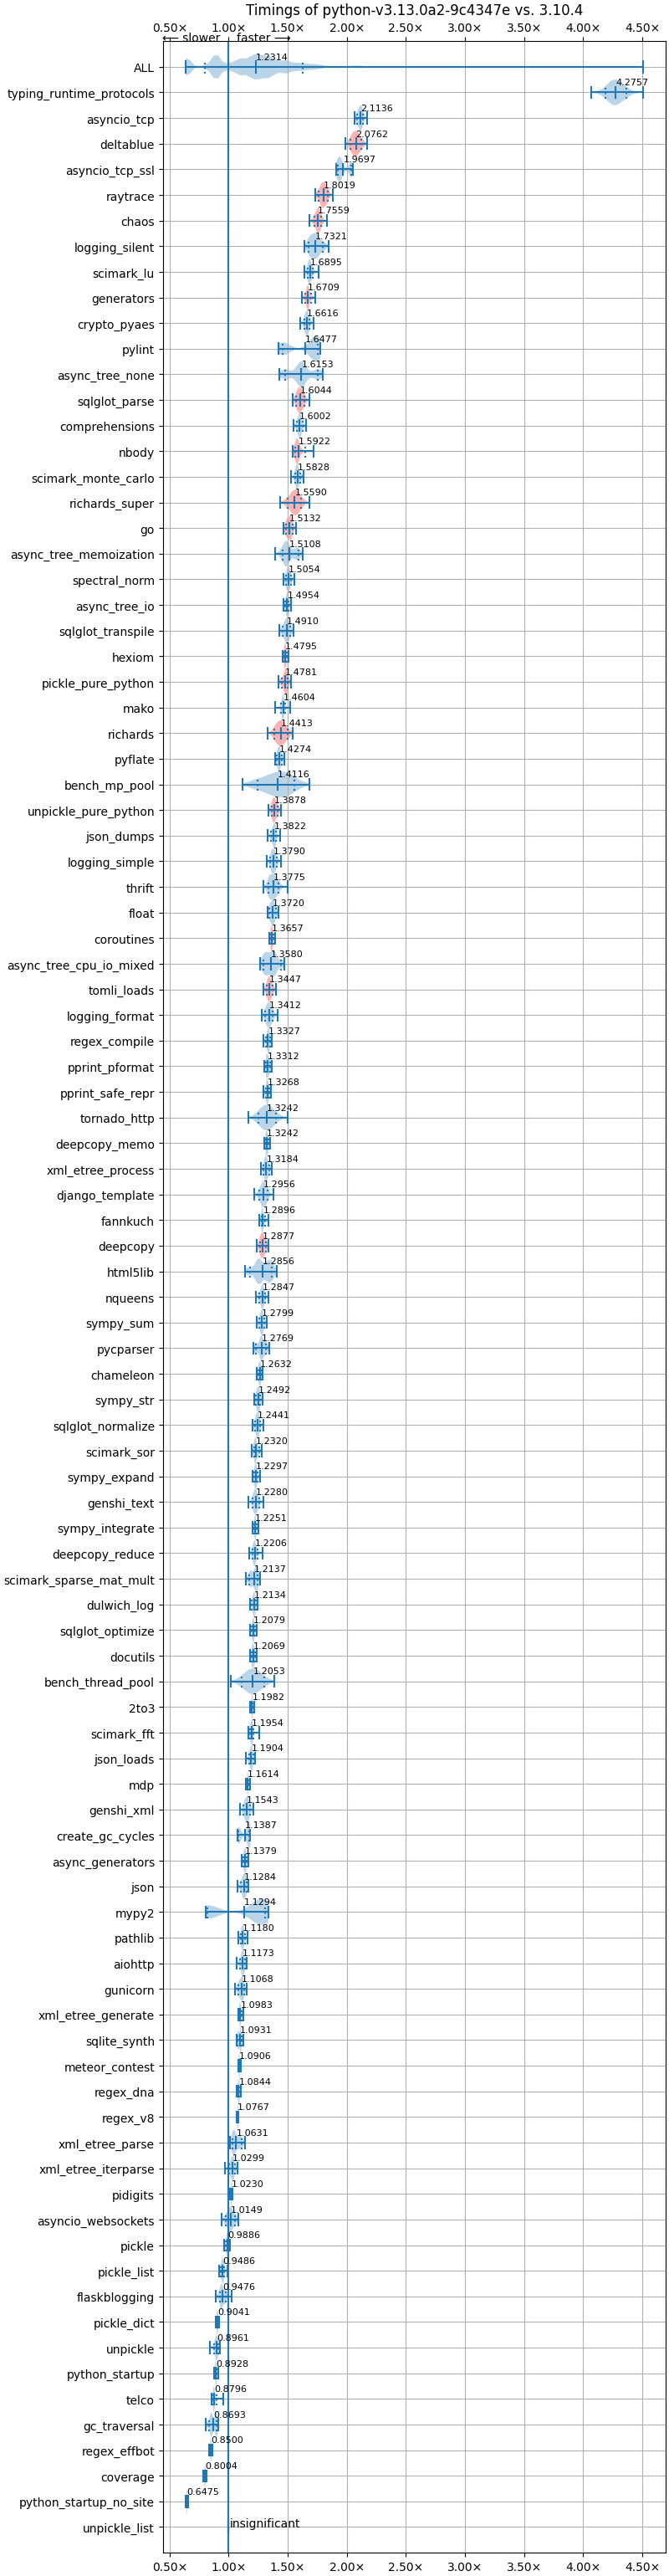 Timings of python-v3.13.0a2-9c4347e vs. 3.10.4
0.50× 1.00× 1.50× 2.00× 2.50× 3.00× 3.50× 4.00× 4.50×
slower faster
ALL 1.2314
typing_runtime_protocols 4.2757
asyncio_tcp 2.1136
deltablue 2.0762
asyncio_tcp_ssl 1.9697
raytrace 1.8019
chaos 1.7559
logging_silent 1.7321
scimark_lu 1.6895
generators 1.6709
crypto_pyaes 1.6616
pylint 1.6477
async_tree_none 1.6153
sqlglot_parse 1.6044
comprehensions 1.6002
nbody 1.5922
scimark_monte_carlo 1.5828
richards_super 1.5590
go 1.5132
async_tree_memoization 1.5108
spectral_norm 1.5054
async_tree_io 1.4954
sqlglot_transpile 1.4910
hexiom 1.4795
pickle_pure_python 1.4781
mako 1.4604
richards 1.4413
pyflate 1.4274
bench_mp_pool 1.4116
unpickle_pure_python 1.3878
json_dumps 1.3822
logging_simple 1.3790
thrift 1.3775
float 1.3720
coroutines 1.3657
async_tree_cpu_io_mixed 1.3580
tomli_loads 1.3447
logging_format 1.3412
regex_compile 1.3327
pprint_pformat 1.3312
pprint_safe_repr 1.3268
tornado_http 1.3242
deepcopy_memo 1.3242
xml_etree_process 1.3184
django_template 1.2956
fannkuch 1.2896
deepcopy 1.2877
html5lib 1.2856
nqueens 1.2847
sympy_sum 1.2799
pycparser 1.2769
chameleon 1.2632
sympy_str 1.2492
sqlglot_normalize 1.2441
scimark_sor 1.2320
sympy_expand 1.2297
genshi_text 1.2280
sympy_integrate 1.2251
deepcopy_reduce 1.2206
scimark_sparse_mat_mult 1.2137
dulwich_log 1.2134
sqlglot_optimize 1.2079
docutils 1.2069
bench_thread_pool 1.2053
2to3 1.1982
scimark_fft 1.1954
json_loads 1.1904
mdp 1.1614
genshi_xml 1.1543
create_gc_cycles 1.1387
async_generators 1.1379
json 1.1284
mypy2 1.1294
pathlib 1.1180
aiohttp 1.1173
gunicorn 1.1068
xml_etree_generate 1.0983
sqlite_synth 1.0931
meteor_contest 1.0906
regex_dna 1.0844
regex_v8 1.0767
xml_etree_parse 1.0631
xml_etree_iterparse 1.0299
pidigits 1.0230
asyncio_websockets 1.0149
pickle 0.9886
pickle_list 0.9486
flaskblogging 0.9476
pickle_dict 0.9041
unpickle 0.8961
python_startup 0.8928
telco 0.8796
gc_traversal 0.8693
regex_effbot 0.8500
coverage 0.8004
python_startup_no_site 0.6475
unpickle_list insignificant
0.50× 1.00× 1.50× 2.00× 2.50× 3.00× 3.50× 4.00× 4.50×